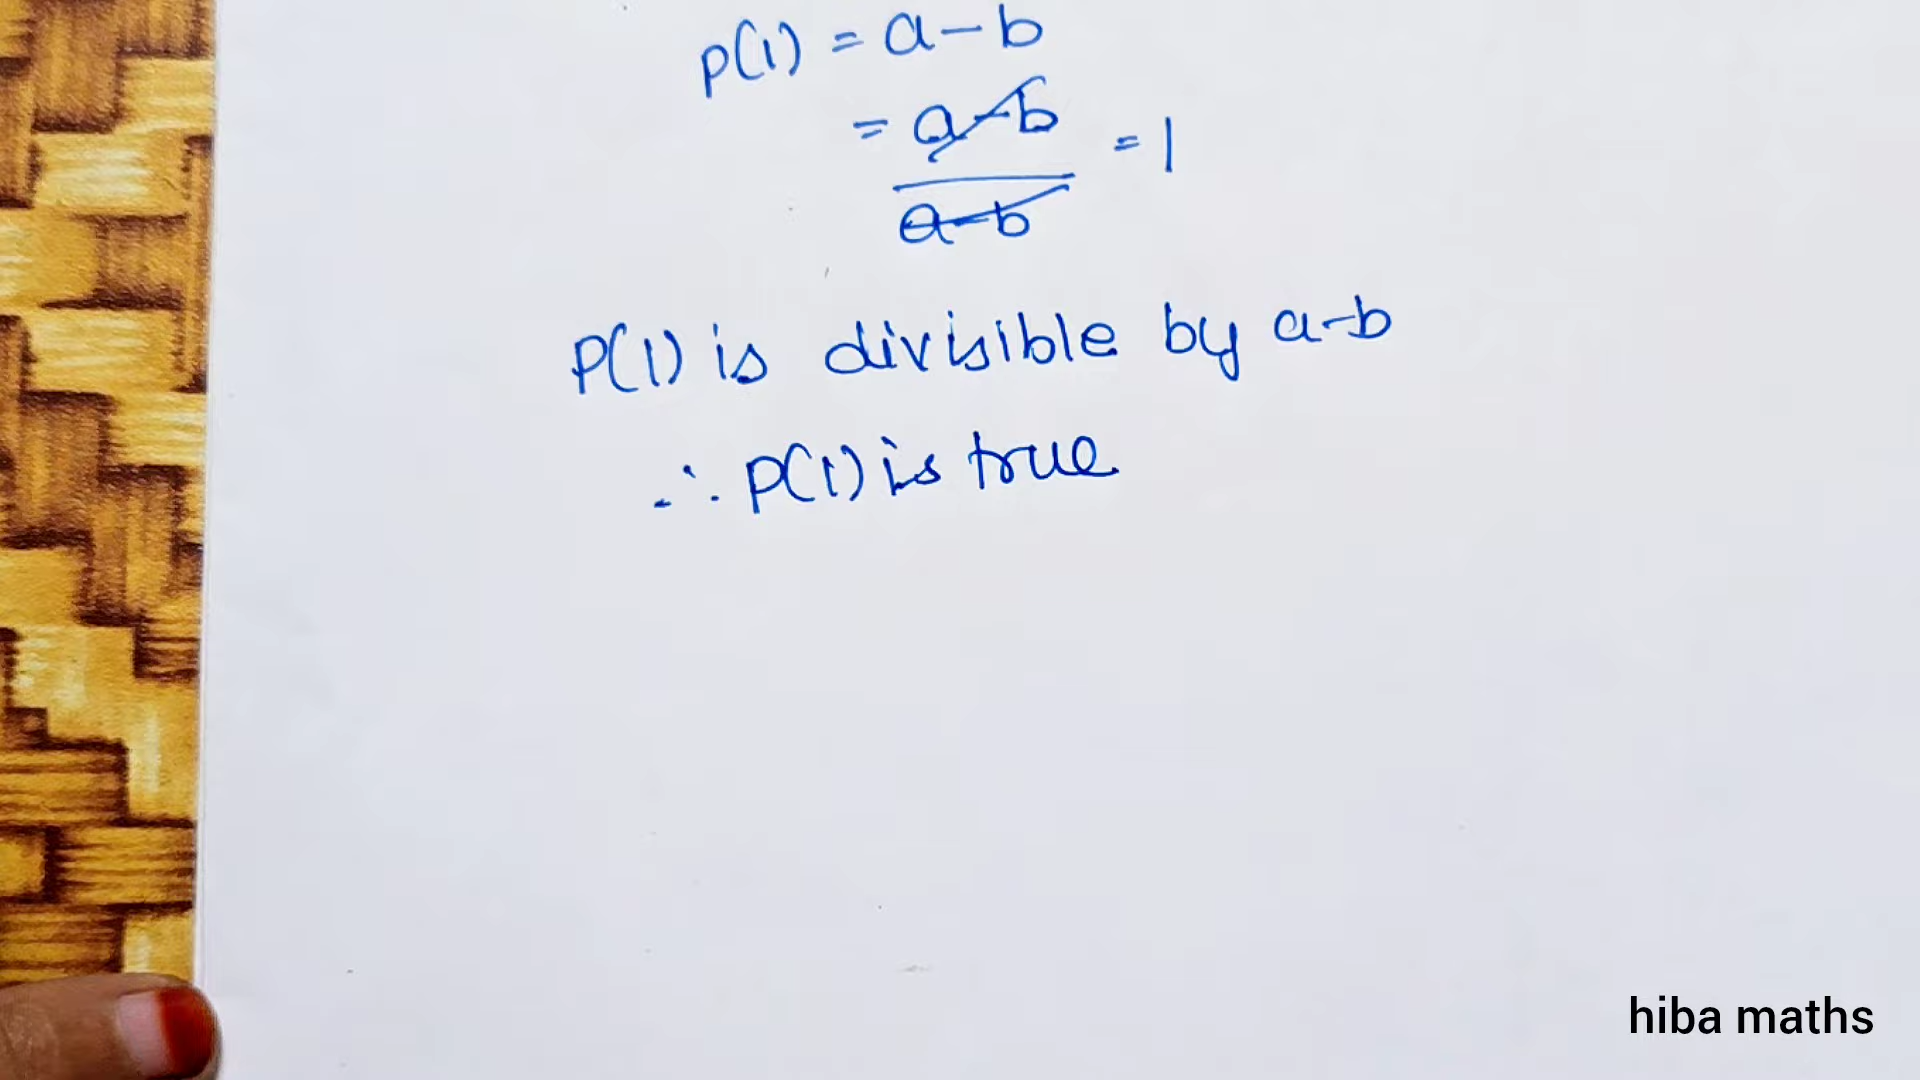 P(1) = a - b
= a - b / a - b = 1
P(1) is divisible by a-b
∴ P(1) is true
hiba maths